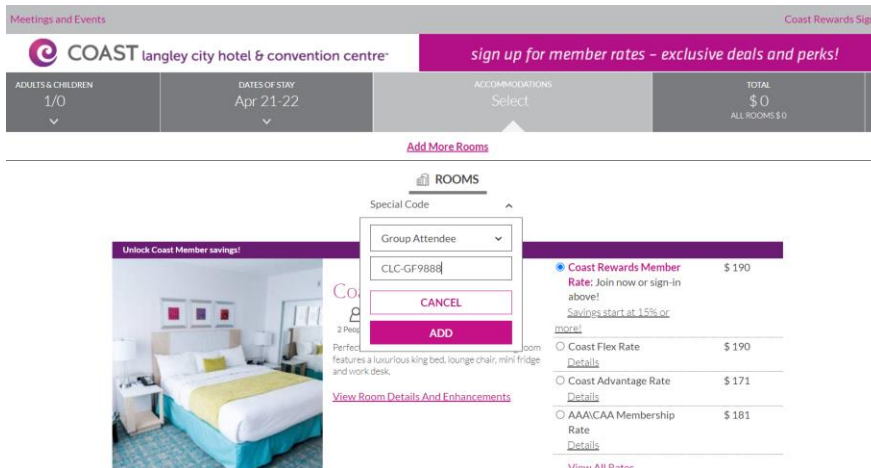 Meetings and Events
Coast Rewards
COAST langley city hotel & convention centre
sign up for member rates – exclusive deals and perks!
ADULTS & CHILDREN
1/0
DATES OF STAY
Apr 21-22
ACCOMMODATIONS
Select
TOTAL
$ 0
ALL ROOMS $ 0
Add More Rooms
ROOMS
Special Code
Group Attendee
CLC-GF9888
CANCEL
ADD
Unlock Coast Member savings!
2
Perfect
features a luxurious king bed, lounge chair, mini fridge
and work desk.
View Room Details And Enhancements
Coast Rewards Member $ 190
Rate: Join now or sign-in
above!
Savings start at 15% or
more!
Coast Flex Rate $ 190
Details
Coast Advantage Rate $ 171
Details
AAA\CAA Membership $ 181
Rate
Details
View All Rates